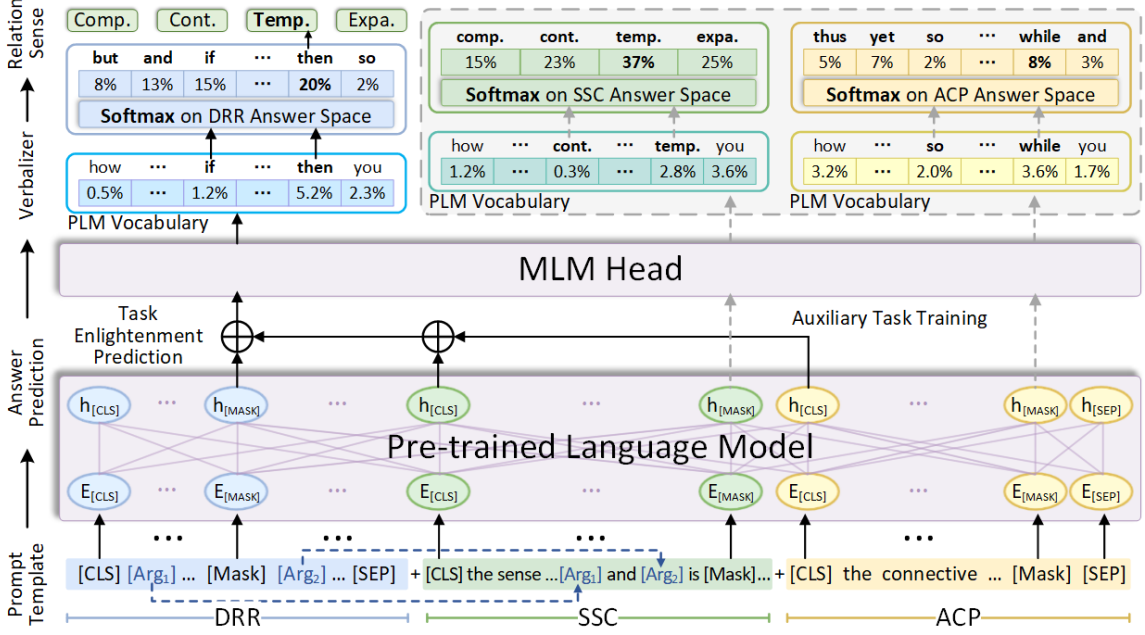 Relation Sense
Comp. Cont. Temp. Expa.
but and if ... then so
8% 13% 15% ... 20% 2%
Softmax on DRR Answer Space
comp. cont. temp. expa.
15% 23% 37% 25%
Softmax on SSC Answer Space
thus yet so ... while and
5% 7% 2% ... 8% 3%
Softmax on ACP Answer Space
Verbalizer
how ... if ... then you
0.5% ... 1.2% ... 5.2% 2.3%
PLM Vocabulary
how ... cont. ... temp. you
1.2% ... 0.3% ... 2.8% 3.6%
PLM Vocabulary
how ... so ... while you
3.2% ... 2.0% ... 3.6% 1.7%
PLM Vocabulary
MLM Head
Answer Prediction
Task
Enlightenment
Prediction
Auxiliary Task Training
h[CLS] ... h[MASK] ... h[CLS] ... h[MASK] h[CLS] ... h[MASK] h[SEP]
Pre-trained Language Model
E[CLS] ... E[MASK] ... E[CLS] ... E[MASK] E[CLS] ... E[MASK] E[SEP]
... ... ...
Prompt Template
[CLS] [Arg1] ... [Mask] [Arg2] ... [SEP] + [CLS] the sense ...[Arg1] and [Arg2] is [Mask]... + [CLS] the connective ... [Mask] [SEP]
DRR SSC ACP